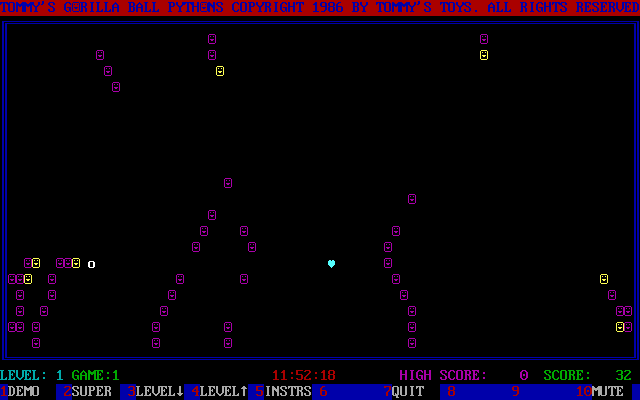 TOMMY'S GORILLA BALL PYTHONS COPYRIGHT 1986 BY TOMMY'S TOYS. ALL RIGHTS RESERVED
LEVEL: 1 GAME:1 11:52:18 HIGH SCORE: 0 SCORE: 32
1DEMO 2SUPER 3LEVEL↓ 4LEVEL↑ 5INSTRS 6 7QUIT 8 9 10MUTE